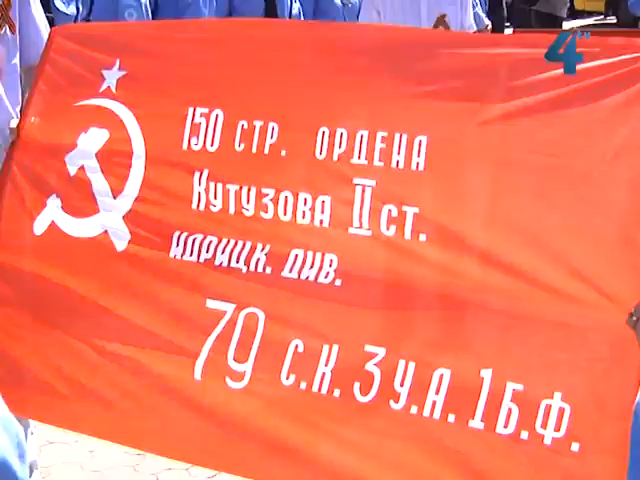 4
150 СТР. ОРДЕНА
КУТУЗОВА II СТ.
ИДРИЦК. ДИВ.
79 С.К. 3 У.А. 1 Б.Ф.